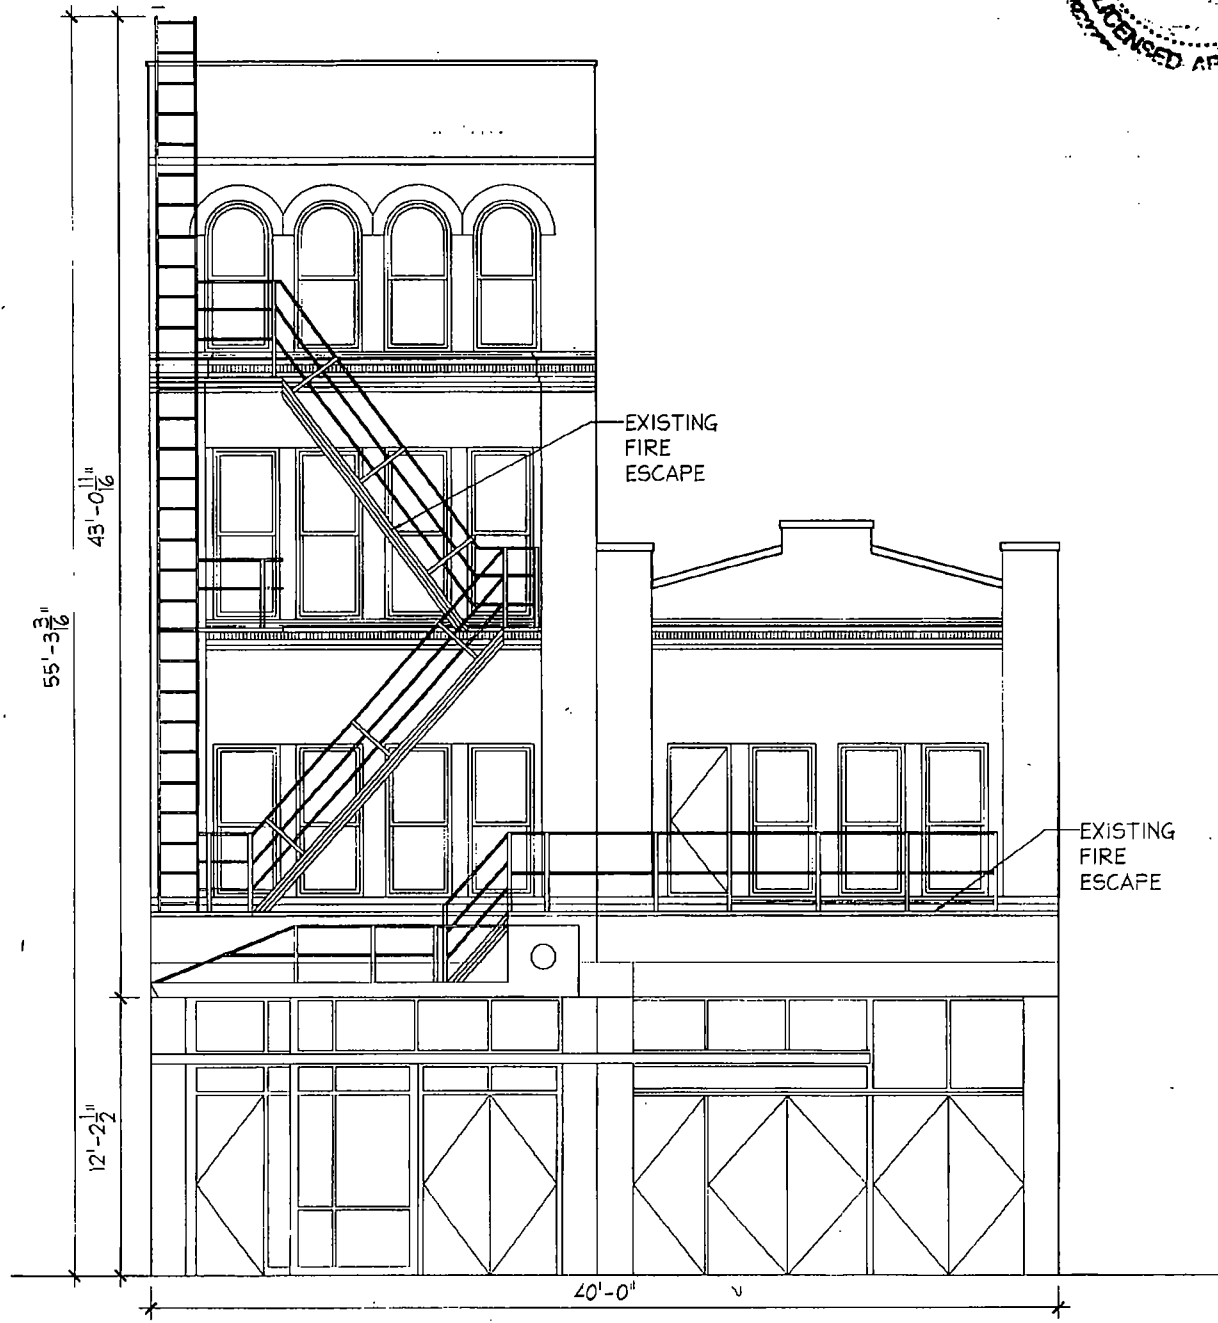 LICENSED
EXISTING
FIRE
ESCAPE
43'-0 11/16"
55'-3 3/16"
EXISTING
FIRE
ESCAPE
12'-2 1/2"
40'-0"